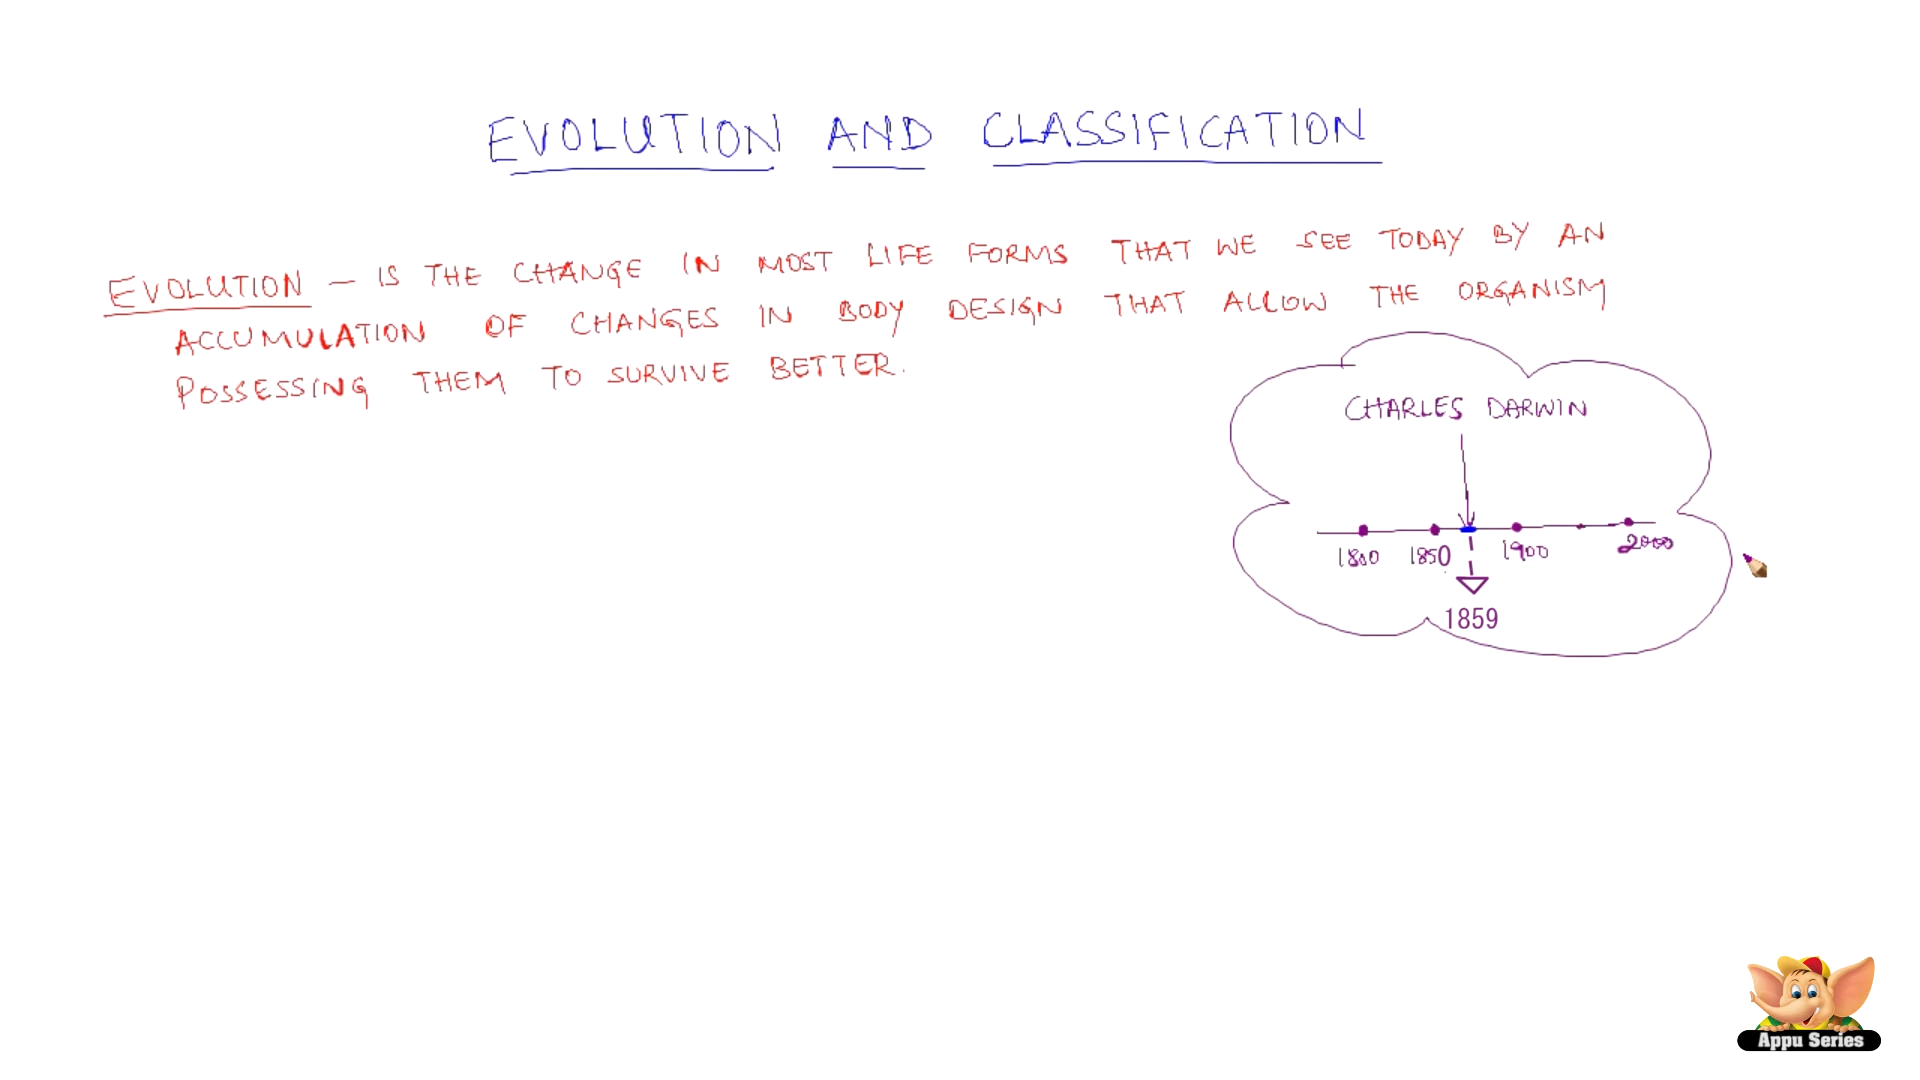 EVOLUTION AND CLASSIFICATION
EVOLUTION – IS THE CHANGE IN MOST LIFE FORMS THAT WE SEE TODAY BY AN
ACCUMULATION OF CHANGES IN BODY DESIGN THAT ALLOW THE ORGANISM
POSSESSING THEM TO SURVIVE BETTER.
CHARLES DARWIN
1800 1850 1900 2000
1859
Appu Series